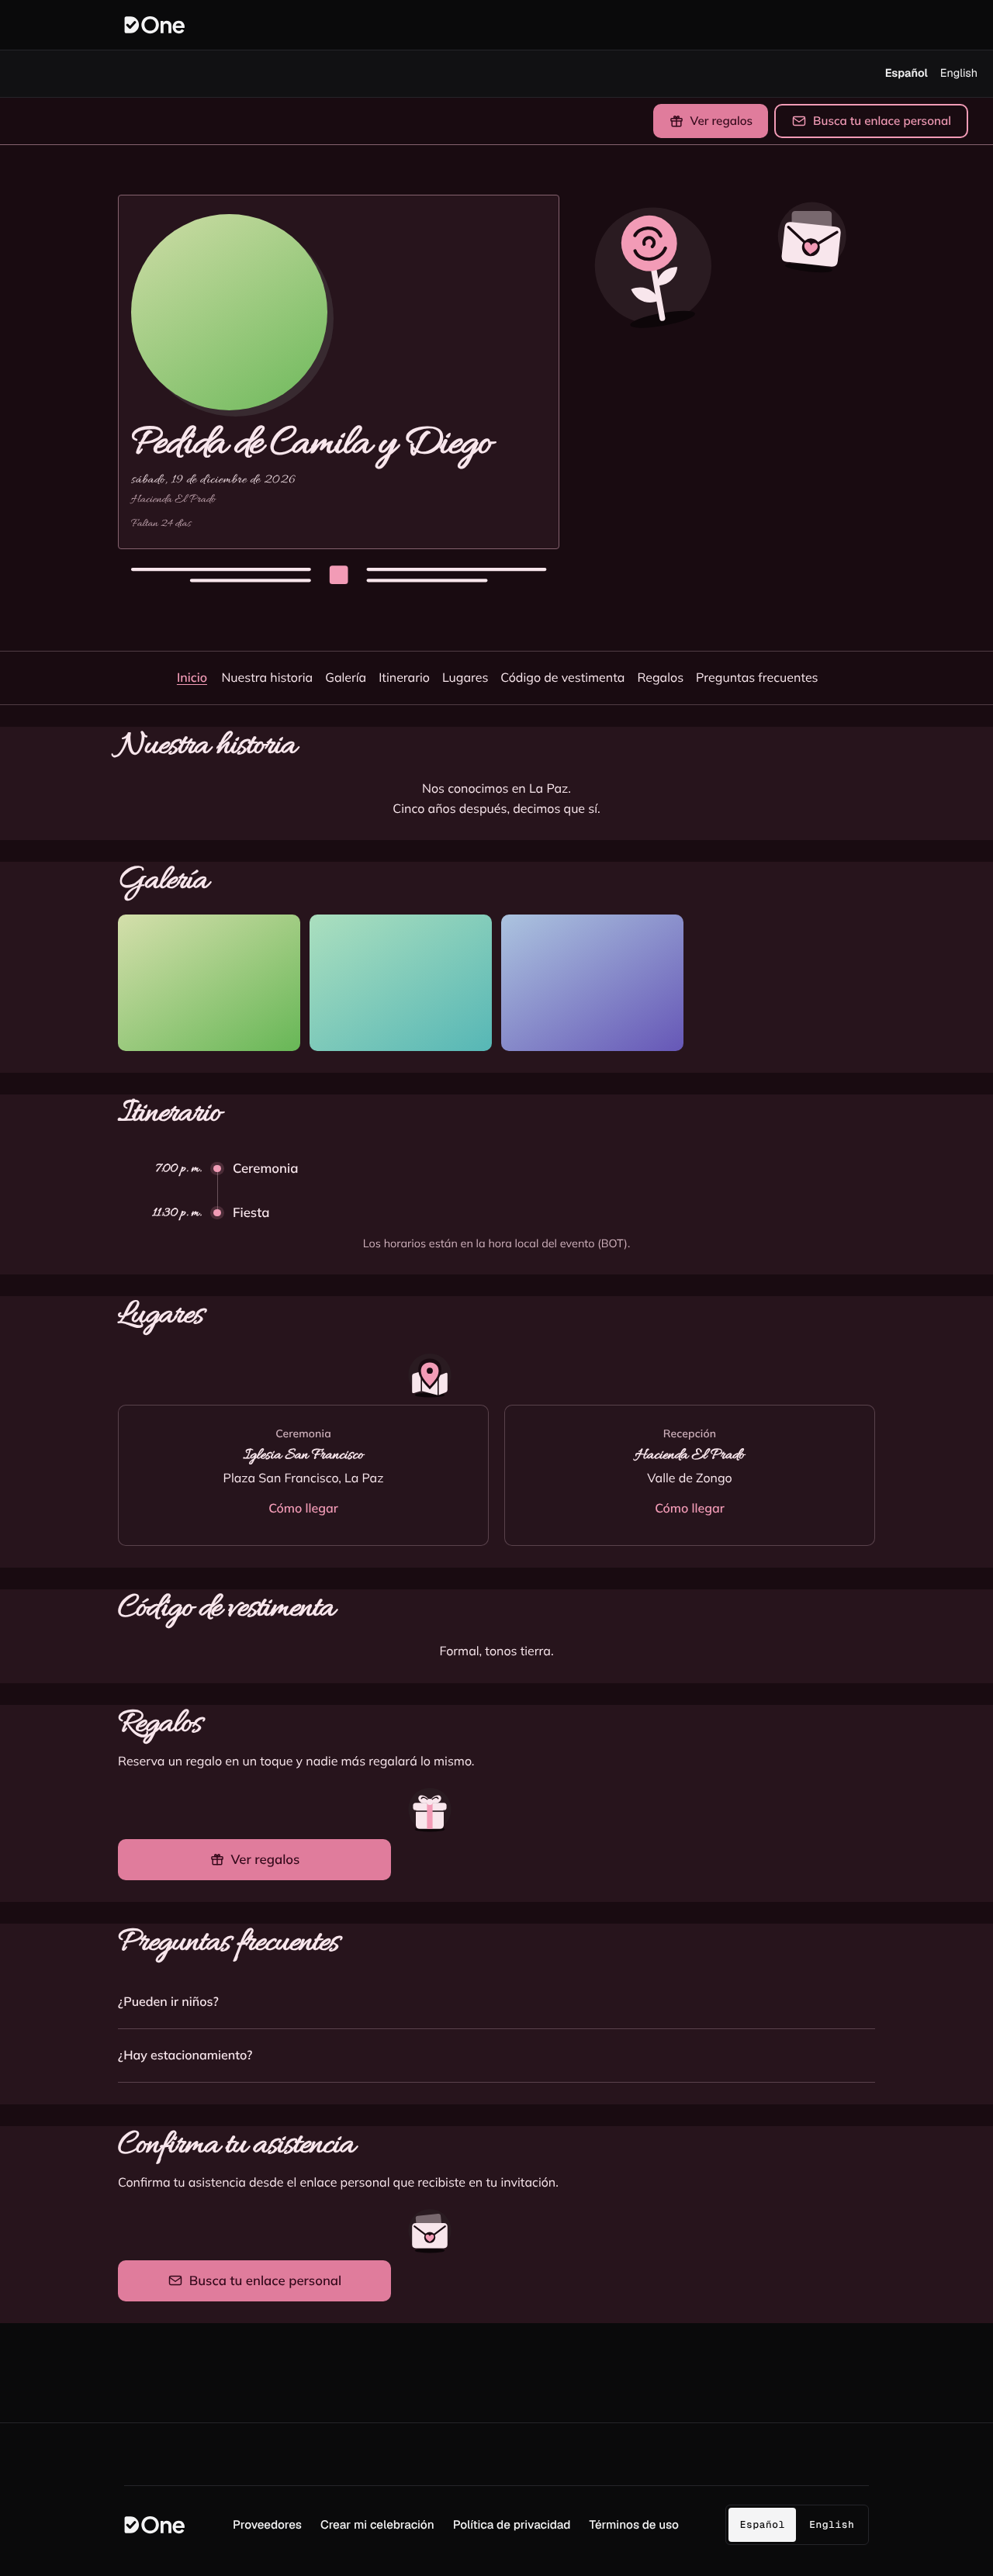 One
Español English
Ver regalos Busca tu enlace personal
Pedida de Camila y Diego
sábado, 19 de diciembre de 2026
Hacienda El Prado
Faltan 24 días
Inicio Nuestra historia Galería Itinerario Lugares Código de vestimenta Regalos Preguntas frecuentes
Nuestra historia
Nos conocimos en La Paz.
Cinco años después, decimos que sí.
Galería
Itinerario
7:00 p. m. Ceremonia
11:30 p. m. Fiesta
Los horarios están en la hora local del evento (BOT).
Lugares
Ceremonia
Iglesia San Francisco
Plaza San Francisco, La Paz
Cómo llegar
Recepción
Hacienda El Prado
Valle de Zongo
Cómo llegar
Código de vestimenta
Formal, tonos tierra.
Regalos
Reserva un regalo en un toque y nadie más regalará lo mismo.
Ver regalos
Preguntas frecuentes
¿Pueden ir niños?
¿Hay estacionamiento?
Confirma tu asistencia
Confirma tu asistencia desde el enlace personal que recibiste en tu invitación.
Busca tu enlace personal
One Proveedores Crear mi celebración Política de privacidad Términos de uso Español English